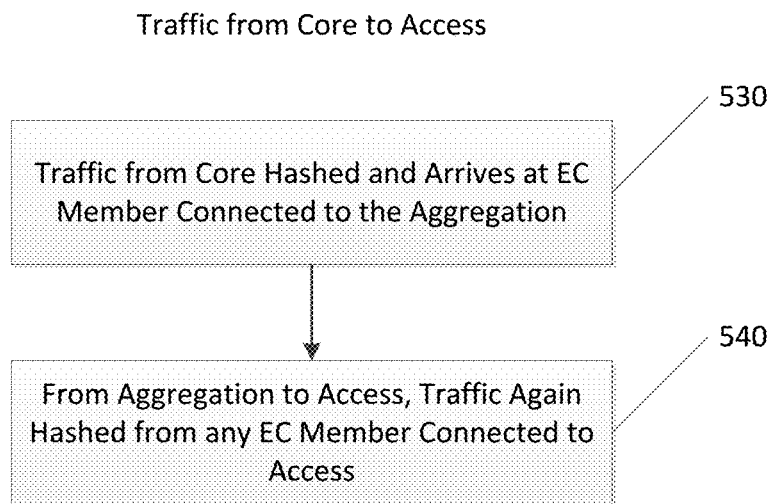 Traffic from Core to Access
530
Traffic from Core Hashed and Arrives at EC
Member Connected to the Aggregation
540
From Aggregation to Access, Traffic Again
Hashed from any EC Member Connected to
Access